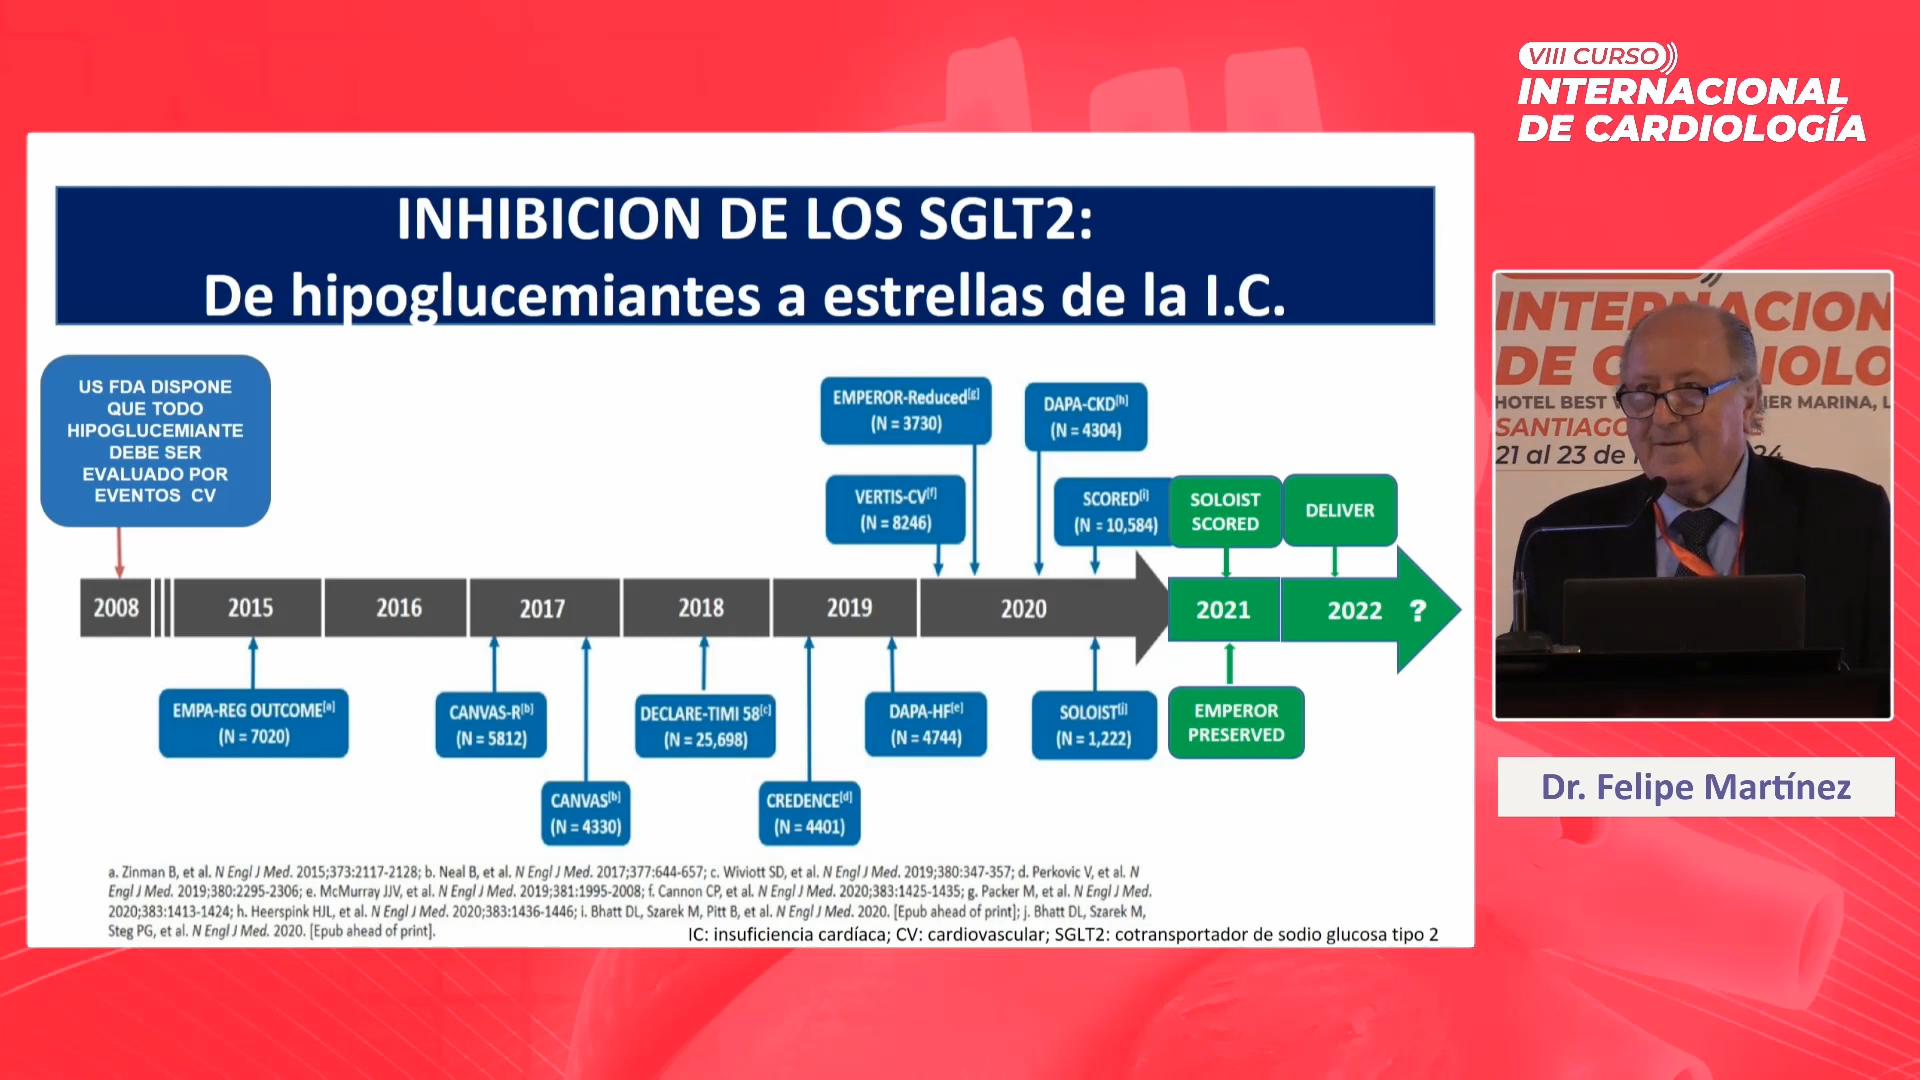 VIII CURSO
INTERNACIONAL
DE CARDIOLOGÍA
INHIBICION DE LOS SGLT2:
De hipoglucemiantes a estrellas de la I.C.
US FDA DISPONE
QUE TODO
HIPOGLUCEMIANTE
DEBE SER
EVALUADO POR
EVENTOS CV
EMPEROR-Reduced[g]
(N = 3730)
DAPA-CKD[h]
(N = 4304)
VERTIS-CV[f]
(N = 8246)
SCORED[i]
(N = 10,584)
SOLOIST
SCORED
DELIVER
2008
2015
2016
2017
2018
2019
2020
2021
2022 ?
EMPA-REG OUTCOME[a]
(N = 7020)
CANVAS-R[b]
(N = 5812)
DECLARE-TIMI 58[c]
(N = 25,698)
DAPA-HF[e]
(N = 4744)
SOLOIST[j]
(N = 1,222)
EMPEROR
PRESERVED
CANVAS[b]
(N = 4330)
CREDENCE[d]
(N = 4401)
a. Zinman B, et al. N Engl J Med. 2015;373:2117-2128; b. Neal B, et al. N Engl J Med. 2017;377:644-657; c. Wiviott SD, et al. N Engl J Med. 2019;380:347-357; d. Perkovic V, et al. N
Engl J Med. 2019;380:2295-2306; e. McMurray JJV, et al. N Engl J Med. 2019;381:1995-2008; f. Cannon CP, et al. N Engl J Med. 2020;383:1425-1435; g. Packer M, et al. N Engl J Med.
2020;383:1413-1424; h. Heerspink HJL, et al. N Engl J Med. 2020;383:1436-1446; i. Bhatt DL, Szarek M, Pitt B, et al. N Engl J Med. 2020. [Epub ahead of print]; j. Bhatt DL, Szarek M,
Steg PG, et al. N Engl J Med. 2020. [Epub ahead of print].
IC: insuficiencia cardíaca; CV: cardiovascular; SGLT2: cotransportador de sodio glucosa tipo 2
INTERNACION
DE C IOLO
HOTEL BEST IER MARINA, L
SANTIAGO
21 al 23 de 24
Dr. Felipe Martínez